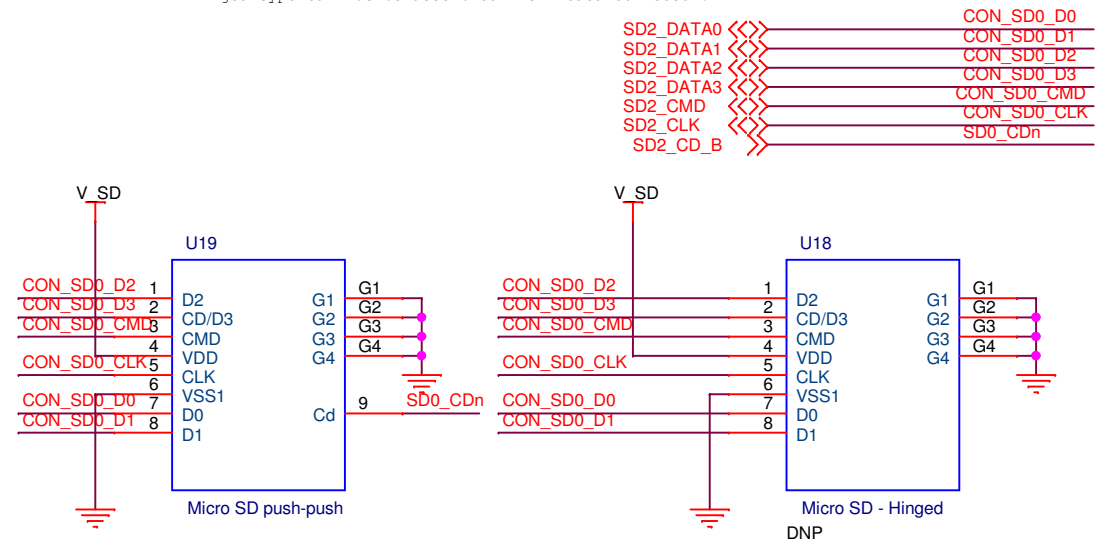 CON_SD0_D0
SD2_DATA0
CON_SD0_D1
SD2_DATA1
CON_SD0_D2
SD2_DATA2
CON_SD0_D3
SD2_DATA3
CON_SD0_CMD
SD2_CMD
CON_SD0_CLK
SD2_CLK
SD0_CDn
SD2_CD_B
V_SD
U19
CON_SD0_D2 1 D2 G1 G1
CON_SD0_D3 2 CD/D3 G2 G2
CON_SD0_CMD 3 CMD G3 G3
4 VDD G4 G4
CON_SD0_CLK 5 CLK
6 VSS1
CON_SD0_D0 7 D0 Cd 9 SD0_CDn
CON_SD0_D1 8 D1
Micro SD push-push
V_SD
U18
CON_SD0_D2 1 D2 G1 G1
CON_SD0_D3 2 CD/D3 G2 G2
CON_SD0_CMD 3 CMD G3 G3
4 VDD G4 G4
CON_SD0_CLK 5 CLK
6 VSS1
CON_SD0_D0 7 D0
CON_SD0_D1 8 D1
Micro SD - Hinged
DNP